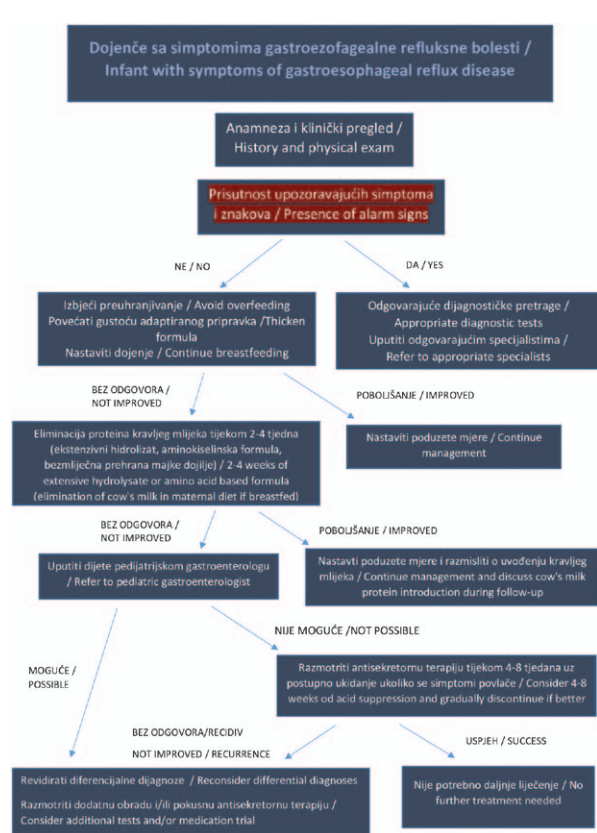 Dojenče sa simptomima gastroezofagealne refluksne bolesti /
Infant with symptoms of gastroesophageal reflux disease
Anamneza i klinički pregled /
History and physical exam
Prisutnost upozoravajućih simptoma
i znakova / Presence of alarm signs
NE / NO
DA / YES
Izbjeći preuhranjivanje / Avoid overfeeding
Povećati gustoću adaptiranog pripravka /Thicken
formula
Nastaviti dojenje / Continue breastfeeding
Odgovarajuće dijagnostičke pretrage /
Appropriate diagnostic tests
Uputiti odgovarajućim specijalistima /
Refer to appropriate specialists
BEZ ODGOVORA /
NOT IMPROVED
POBOLJŠANJE / IMPROVED
Eliminacija proteina kravljeg mlijeka tijekom 2-4 tjedna
(ekstenzivni hidrolizat, aminokiselinska formula,
bezmliječna prehrana majke dojilje) / 2-4 weeks of
extensive hydrolysate or amino acid based formula
(elimination of cow's milk in maternal diet if breastfed)
Nastaviti poduzete mjere / Continue
management
BEZ ODGOVORA /
NOT IMPROVED
POBOLJŠANJE / IMPROVED
Uputiti dijete pedijatrijskom gastroenterologu
/ Refer to pediatric gastroenterologist
Nastavti poduzete mjere i razmisliti o uvođenju kravljeg
mlijeka / Continue management and discuss cow's milk
protein introduction during follow-up
NIJE MOGUĆE /NOT POSSIBLE
MOGUĆE /
POSSIBLE
Razmotriti antisekretornu terapiju tijekom 4-8 tjedana uz
postupno ukidanje ukoliko se simptomi povlače / Consider 4-8
weeks od acid suppression and gradually discontinue if better
BEZ ODGOVORA/RECIDIV
NOT IMPROVED / RECURRENCE
USPJEH / SUCCESS
Revidirati diferencijalne dijagnoze / Reconsider differential diagnoses
Razmotriti dodatnu obradu i/ili pokusnu antisekretornu terapiju /
Consider additional tests and/or medication trial
Nije potrebno daljnje liječenje / No
further treatment needed